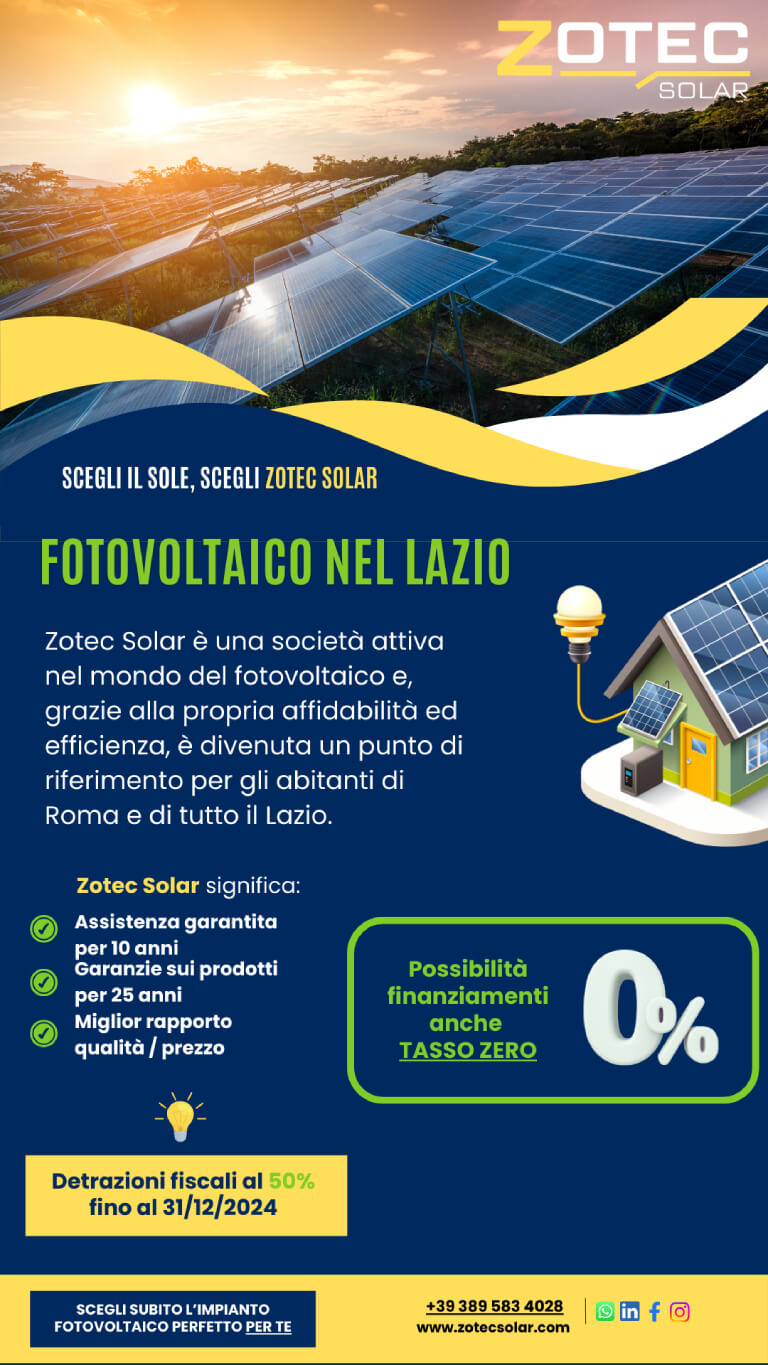 ZOTEC
SOLAR
SCEGLI IL SOLE, SCEGLI ZOTEC SOLAR
FOTOVOLTAICO NEL LAZIO
Zotec Solar è una società attiva
nel mondo del fotovoltaico e,
grazie alla propria affidabilità ed
efficienza, è divenuta un punto di
riferimento per gli abitanti di
Roma e di tutto il Lazio.
Zotec Solar significa:
Assistenza garantita
per 10 anni
Garanzie sui prodotti
per 25 anni
Miglior rapporto
qualità / prezzo
Possibilità
finanziamenti
anche
TASSO ZERO
0%
Detrazioni fiscali al 50%
fino al 31/12/2024
SCEGLI SUBITO L’IMPIANTO
FOTOVOLTAICO PERFETTO PER TE
+39 389 583 4028
www.zotecsolar.com